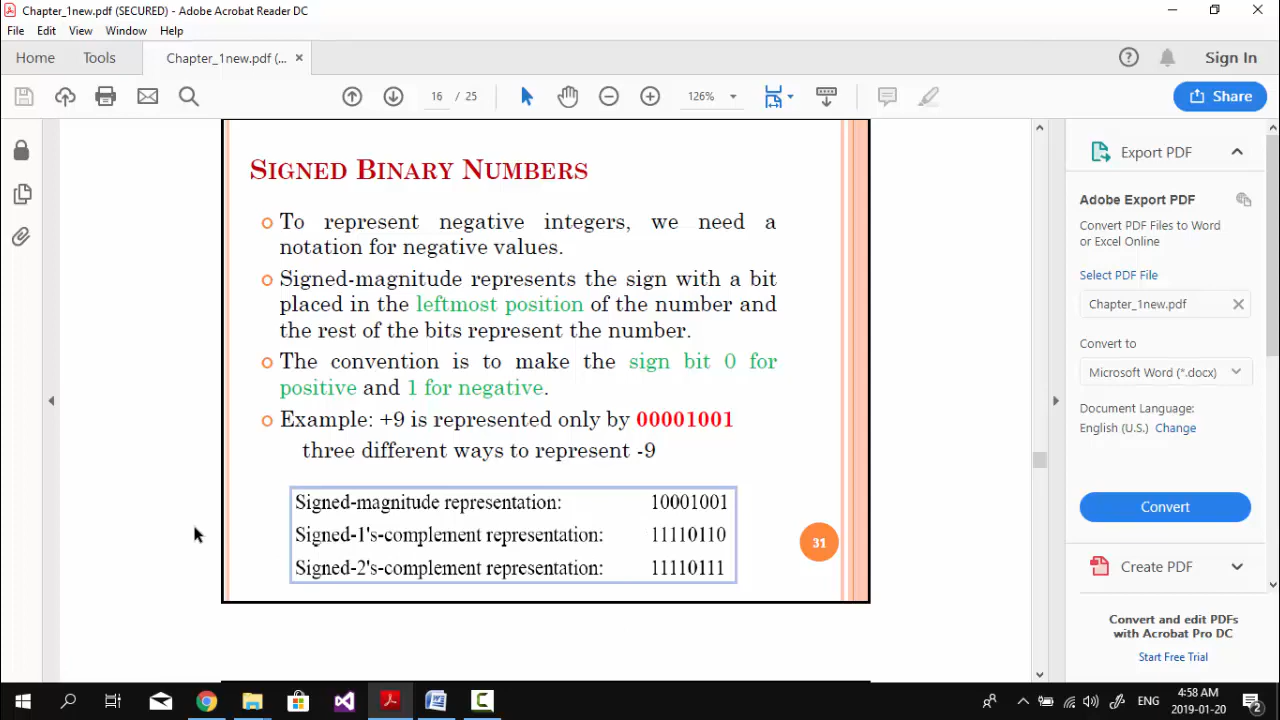 Chapter_1new.pdf (SECURED) - Adobe Acrobat Reader DC
File Edit View Window Help
Home Tools Chapter_1new.pdf (... ×
Sign In
16 / 25
126%
Share
SIGNED BINARY NUMBERS
To represent negative integers, we need a
notation for negative values.
Signed-magnitude represents the sign with a bit
placed in the leftmost position of the number and
the rest of the bits represent the number.
The convention is to make the sign bit 0 for
positive and 1 for negative.
Example: +9 is represented only by 00001001
three different ways to represent -9
Signed-magnitude representation: 10001001
Signed-1's-complement representation: 11110110
Signed-2's-complement representation: 11110111
31
Export PDF
Adobe Export PDF
Convert PDF Files to Word
or Excel Online
Select PDF File
Chapter_1new.pdf
Convert to
Microsoft Word (*.docx)
Document Language:
English (U.S.) Change
Convert
Create PDF
Convert and edit PDFs
with Acrobat Pro DC
Start Free Trial
ENG
4:58 AM
2019-01-20
2